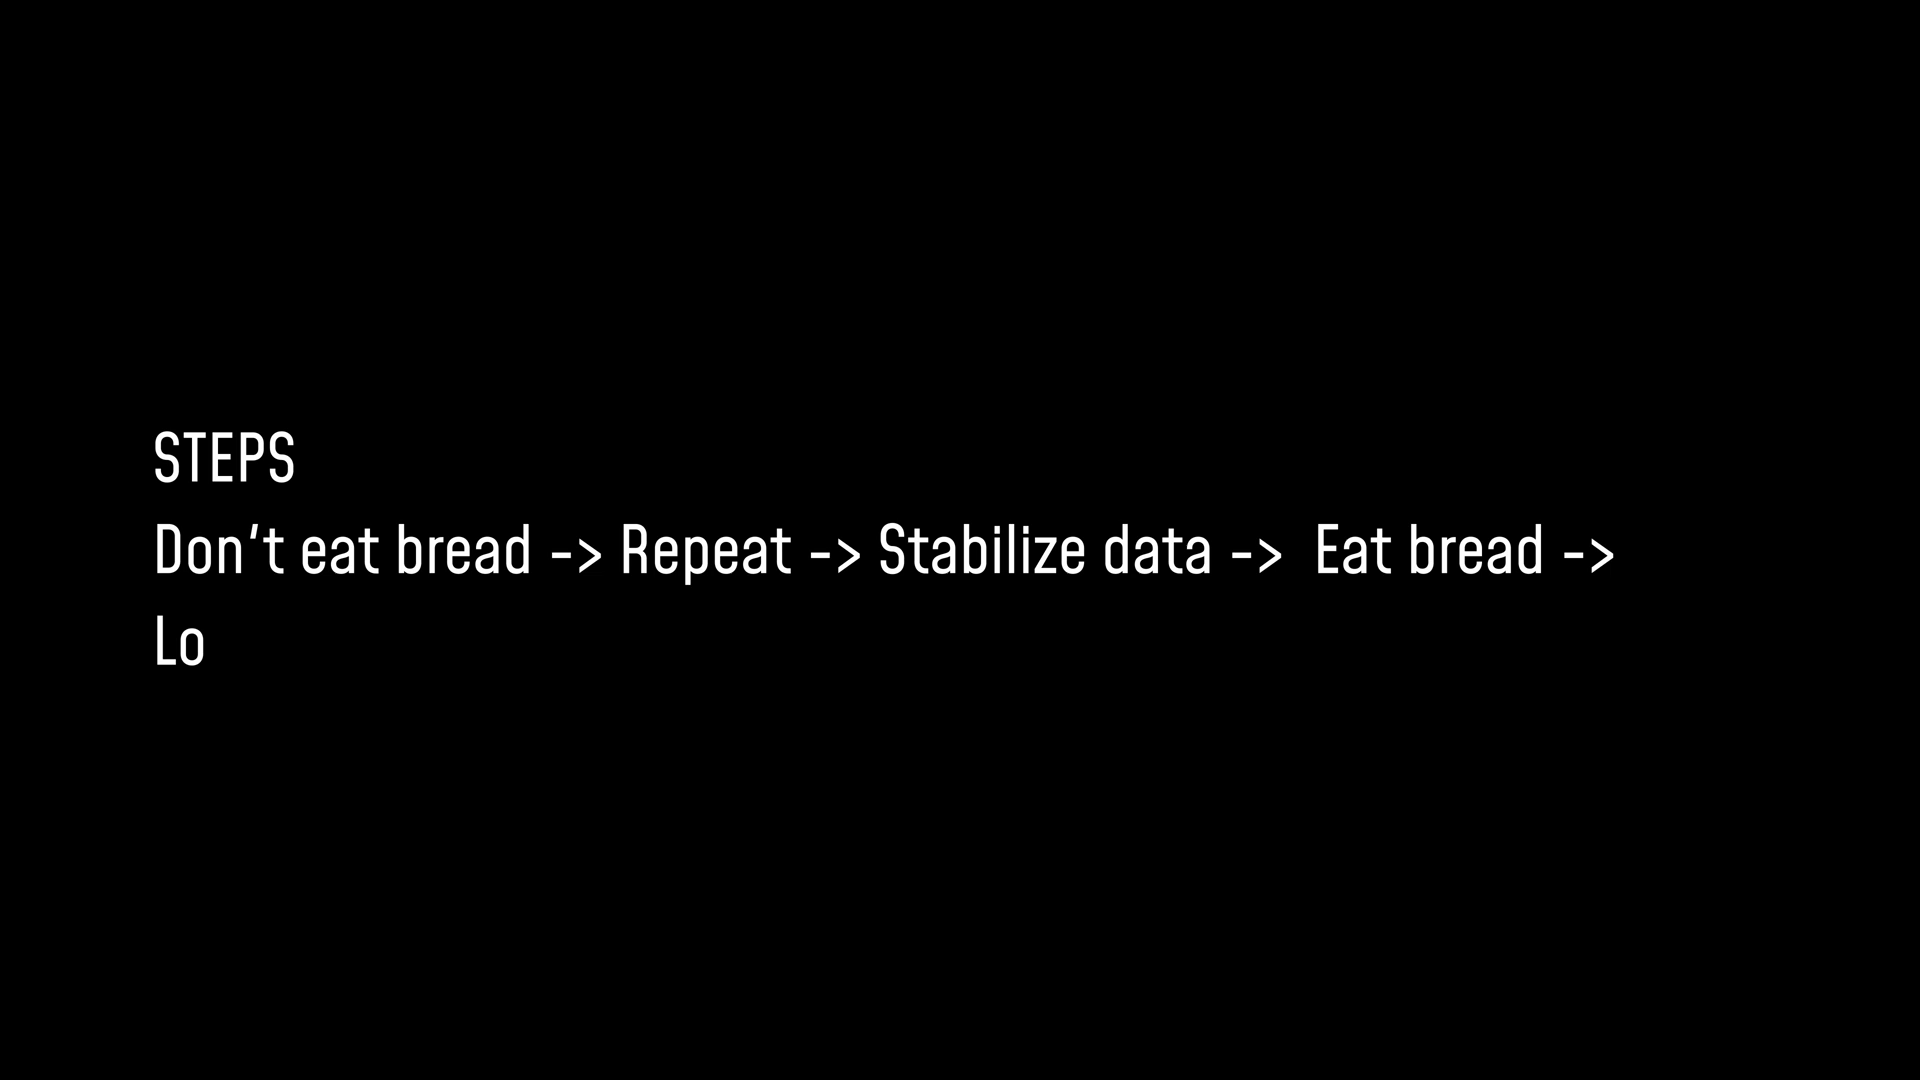 STEPS
Don't eat bread -> Repeat -> Stabilize data ->  Eat bread ->
Lo